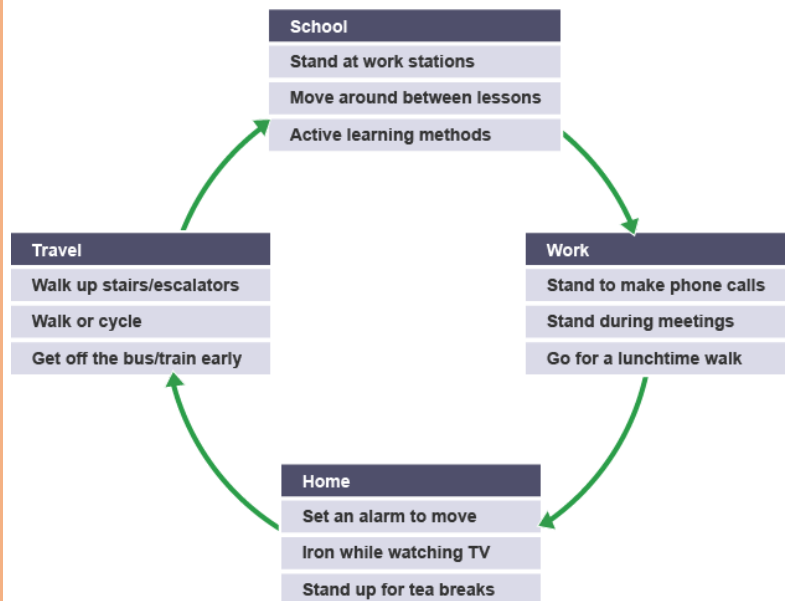 School
Stand at work stations
Move around between lessons
Active learning methods
Travel
Walk up stairs/escalators
Walk or cycle
Get off the bus/train early
Work
Stand to make phone calls
Stand during meetings
Go for a lunchtime walk
Home
Set an alarm to move
Iron while watching TV
Stand up for tea breaks